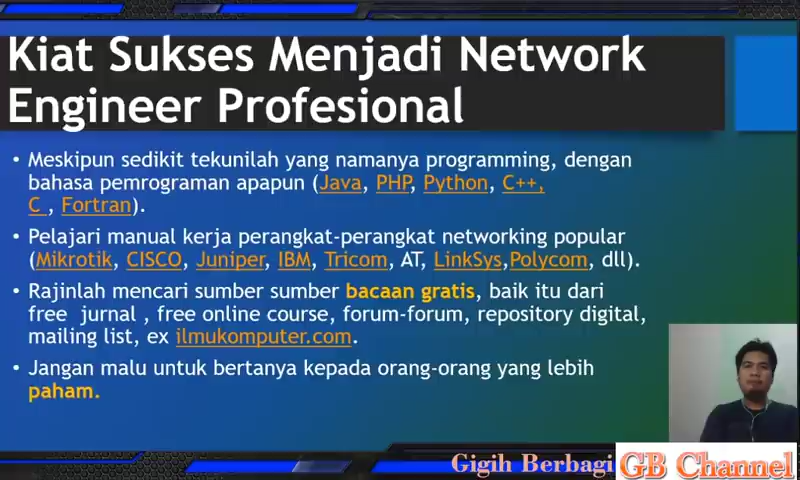 Kiat Sukses Menjadi Network
Engineer Profesional
• Meskipun sedikit tekunilah yang namanya programming, dengan
bahasa pemrograman apapun (Java, PHP, Python, C++,
C , Fortran).
• Pelajari manual kerja perangkat-perangkat networking popular
(Mikrotik, CISCO, Juniper, IBM, Tricom, AT, LinkSys,Polycom, dll).
• Rajinlah mencari sumber sumber bacaan gratis, baik itu dari
free jurnal , free online course, forum-forum, repository digital,
mailing list, ex ilmukomputer.com.
• Jangan malu untuk bertanya kepada orang-orang yang lebih
paham.
Gigih Berbagi GB Channel